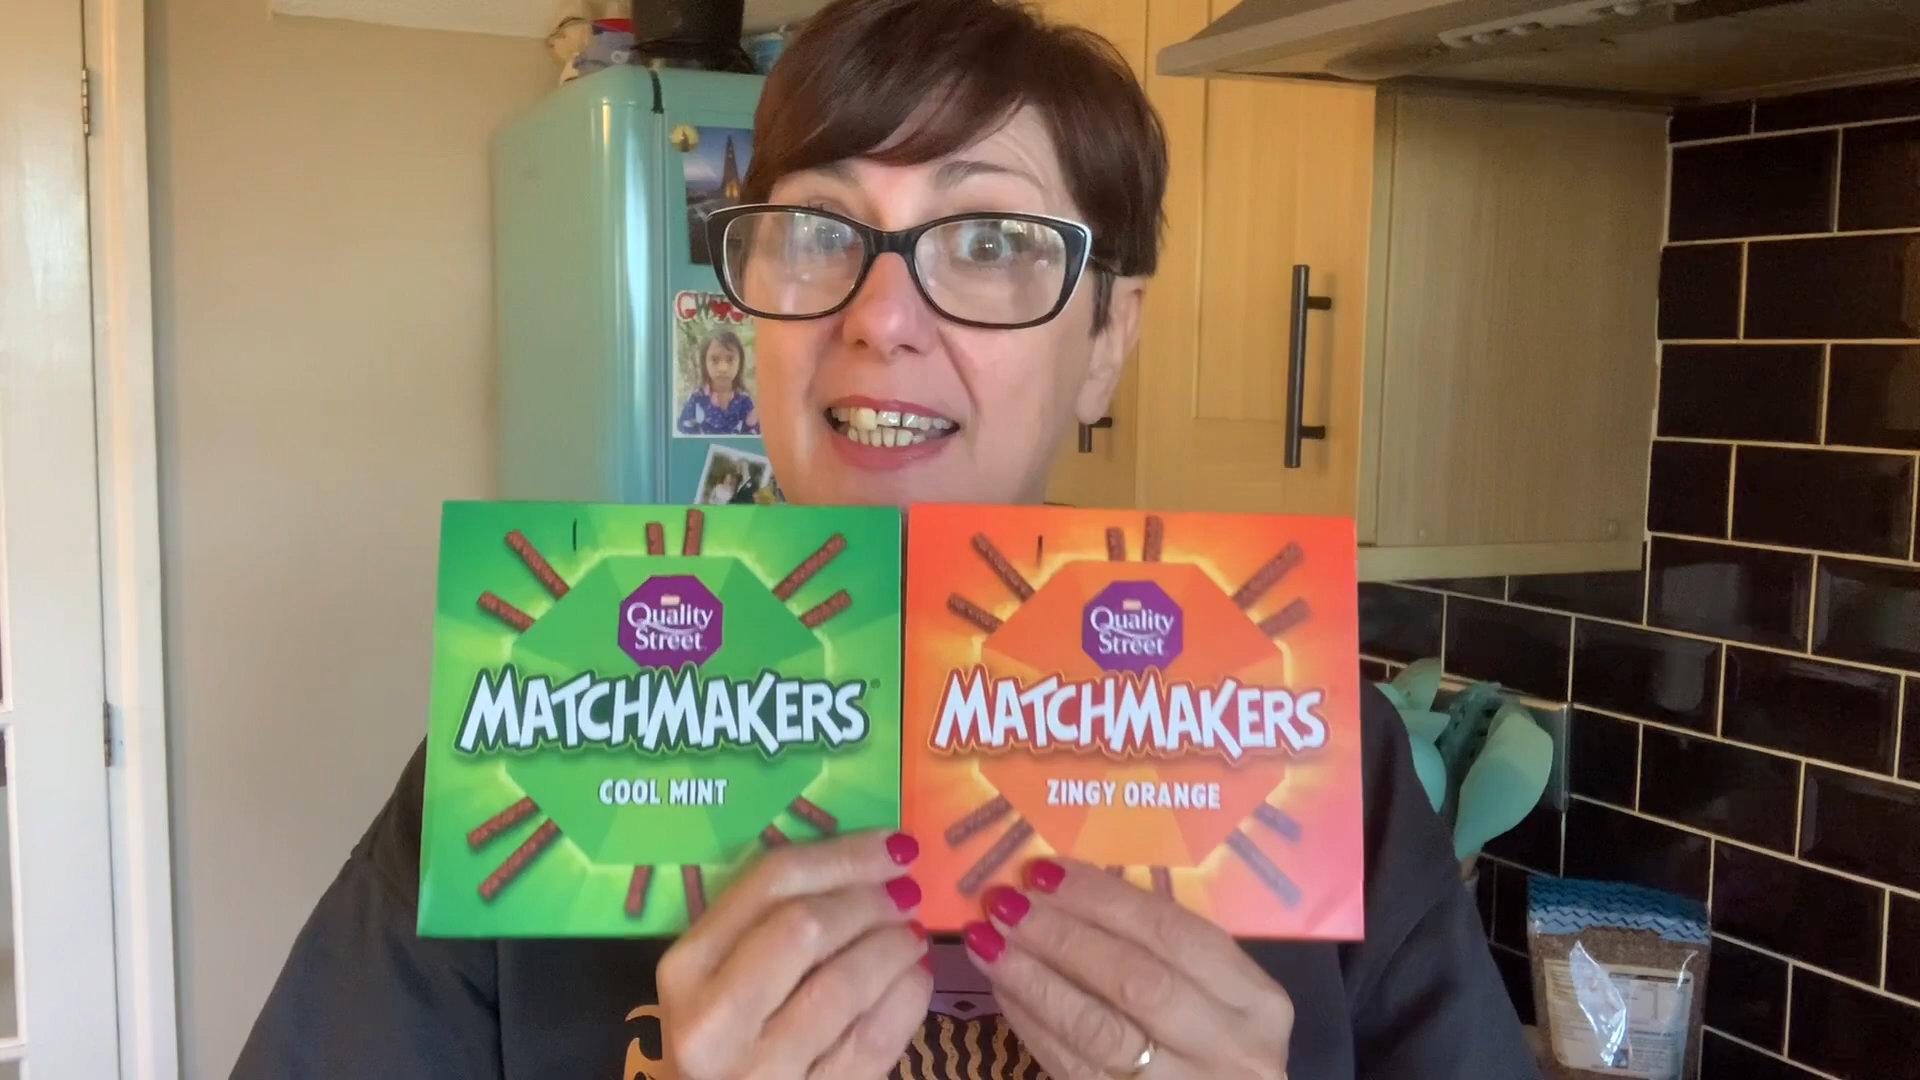 Quality
Street
MATCHMAKERS
COOL MINT
Quality
Street
MATCHMAKERS
ZINGY ORANGE